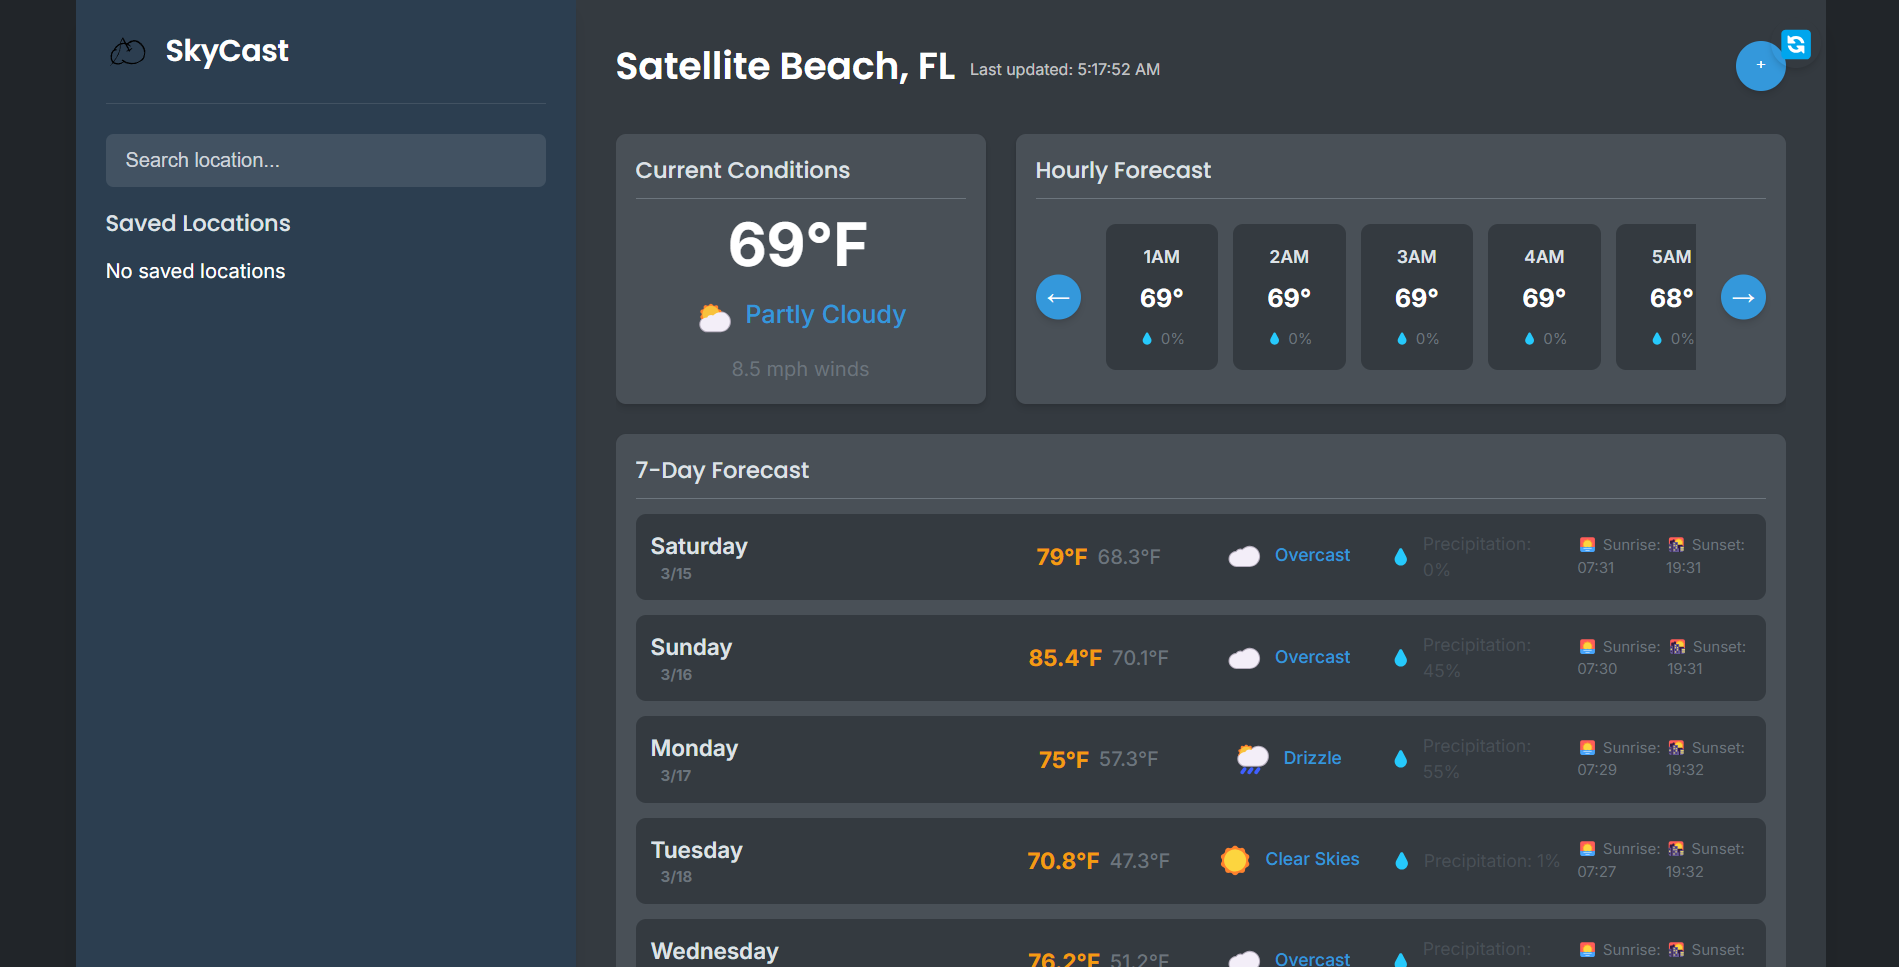 SkyCast
Search location...
Saved Locations
No saved locations
Satellite Beach, FL Last updated: 5:17:52 AM
+
Current Conditions
69°F
Partly Cloudy
8.5 mph winds
Hourly Forecast
←
1AM
69°
0%
2AM
69°
0%
3AM
69°
0%
4AM
69°
0%
5AM
68°
0%
→
7-Day Forecast
Saturday
3/15
79°F 68.3°F
Overcast
Precipitation:
0%
Sunrise:
07:31
Sunset:
19:31
Sunday
3/16
85.4°F 70.1°F
Overcast
Precipitation:
45%
Sunrise:
07:30
Sunset:
19:31
Monday
3/17
75°F 57.3°F
Drizzle
Precipitation:
55%
Sunrise:
07:29
Sunset:
19:32
Tuesday
3/18
70.8°F 47.3°F
Clear Skies
Precipitation: 1%
Sunrise:
07:27
Sunset:
19:32
Wednesday
76.2°F 51.2°F
Overcast
Precipitation:
Sunrise:
Sunset: